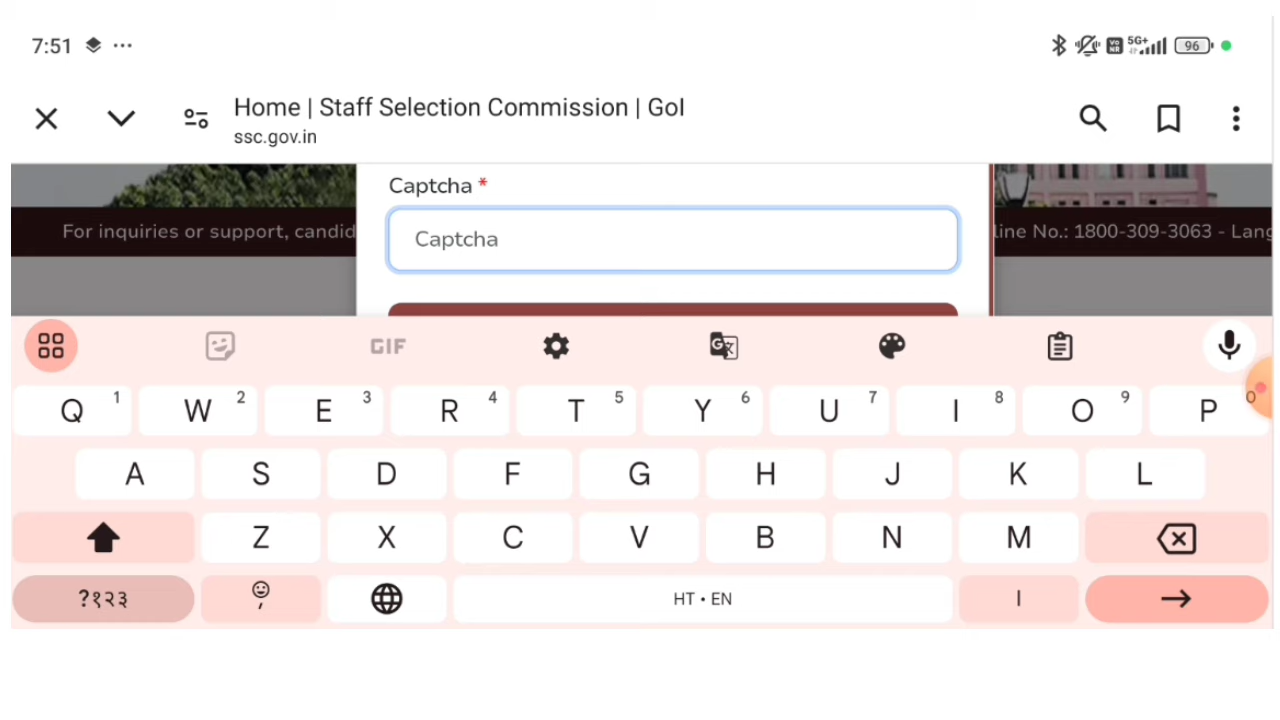 7:51
5G+
VO
NR
96
Home | Staff Selection Commission | GoI
ssc.gov.in
Captcha *
For inquiries or support, candid
Captcha
line No.: 1800-309-3063 - Lang
GIF
Q 1 W 2 E 3 R 4 T 5 Y 6 U 7 I 8 O 9 P 0
A S D F G H J K L
Z X C V B N M
?१२३ , HT • EN ।